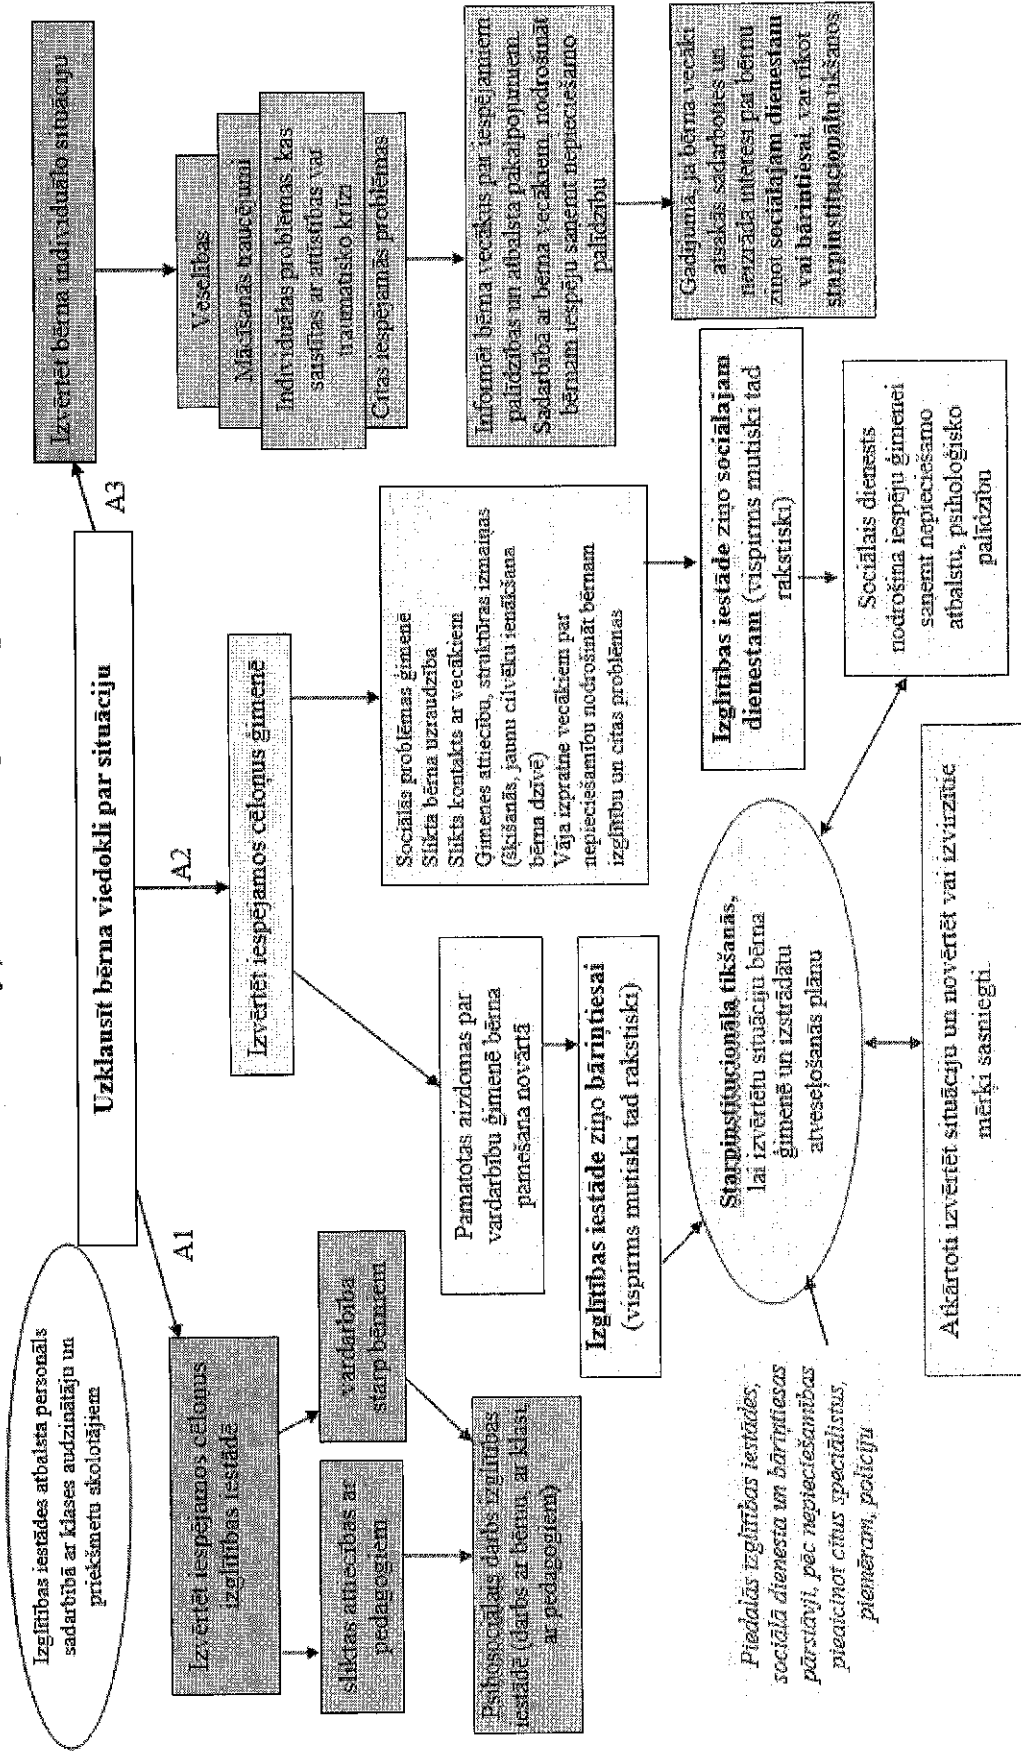 Izglītības iestādes atbalsta personāls
sadarbībā ar klases audzinātāju un
priekšmetu skolotājiem
Uzklausīt bērna viedokli par situāciju
A1
A2
A3
Izvērtēt iespējamos cēloņus
izglītības iestādē
sliktas attiecības ar
pedagogiem
vardarbība
starp bērniem
Psihosociālais darbs izglītības
iestādē (darbs ar bērnu, ar klasi,
ar pedagogiem)
Izvērtēt iespējamos cēloņus ģimenē
Pamatotas aizdomas par
vardarbību ģimenē bērna
pamešana novārtā
Izglītības iestāde ziņo bāriņtiesai
(vispirms mutiski tad rakstiski)
Sociālās problēmas ģimenē
Slikta bērna uzraudzība
Slikts kontakts ar vecākiem
Ģimenes attiecību, struktūras izmaiņas
(šķiršanās, jaunu cilvēku ienākšana
bērna dzīvē)
Vāja izpratne vecākiem par
nepieciešamību nodrošināt bērnam
izglītību un citas problēmas
Izglītības iestāde ziņo sociālajam
dienestam (vispirms mutiski tad
rakstiski)
Sociālais dienests
nodrošina iespēju ģimenei
saņemt nepieciešamo
atbalstu, psiholoģisko
palīdzību
Starpinstitucionāla tikšanās,
lai izvērtētu situāciju bērna
ģimenē un izstrādātu
atveseļošanās plānu
Piedalās izglītības iestādes,
sociālā dienesta un bāriņtiesas
pārstāvji, pēc nepieciešamības
pieaicinot citus speciālistus,
piemēram, policiju
Atkārtoti izvērtēt situāciju un novērtēt vai izvirzītie
mērķi sasniegti
Izvērtēt bērna individuālo situāciju
Veselības
Mācīšanās traucējumi
Individuālas problēmas, kas
saistītas ar attīstības vai
traumatisko krīzi
Citas iespējamās problēmas
Informēt bērna vecākus par iespējamiem
palīdzības un atbalsta pakalpojumiem.
Sadarbībā ar bērna vecākiem nodrošināt
bērnam iespēju saņemt nepieciešamo
palīdzību
Gadījumā, ja bērna vecāki
atsakās sadarboties un
neizrāda interesi par bērnu
ziņot sociālajam dienestam
vai bāriņtiesai, var rīkot
starpinstitucionālu tikšanos